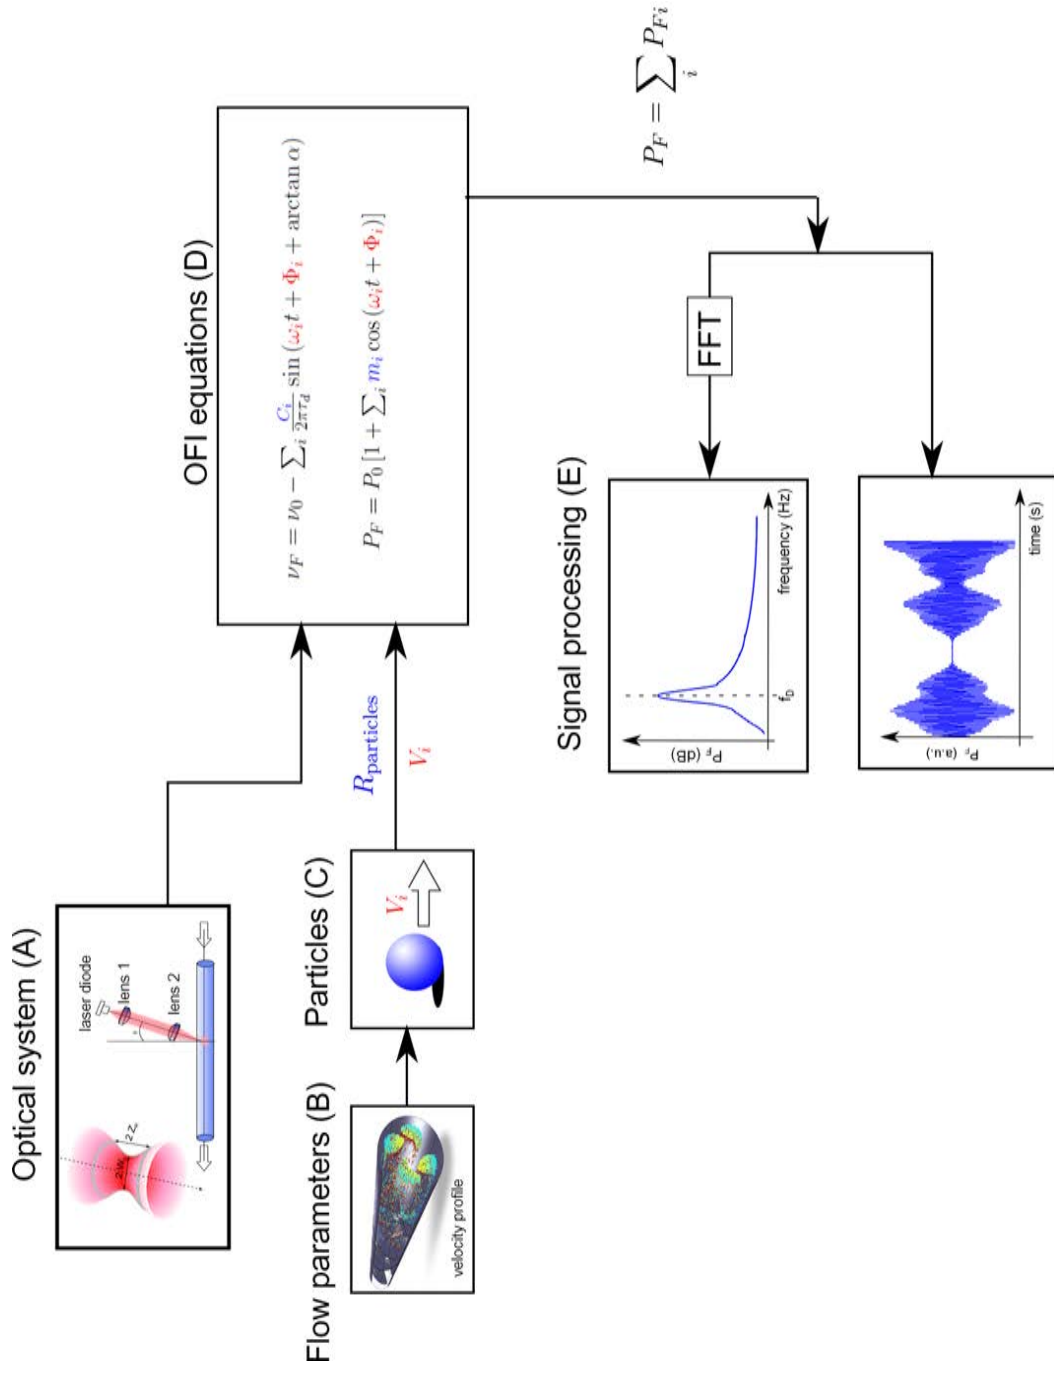 Optical system (A)
laser diode
lens 1
lens 2
Flow parameters (B)
velocity profile
Particles (C)
V_i
R_particles
V_i
OFI equations (D)
ν_F = ν_0 − ∑_i C_i/2πτ_d sin (ω_i t + Φ_i + arctan α)
P_F = P_0 [1 + ∑_i m_i cos (ω_i t + Φ_i)]
P_F = ∑_i P_Fi
FFT
Signal processing (E)
P_F (dB)
f_D
frequency (Hz)
P_F (a.u.)
time (s)